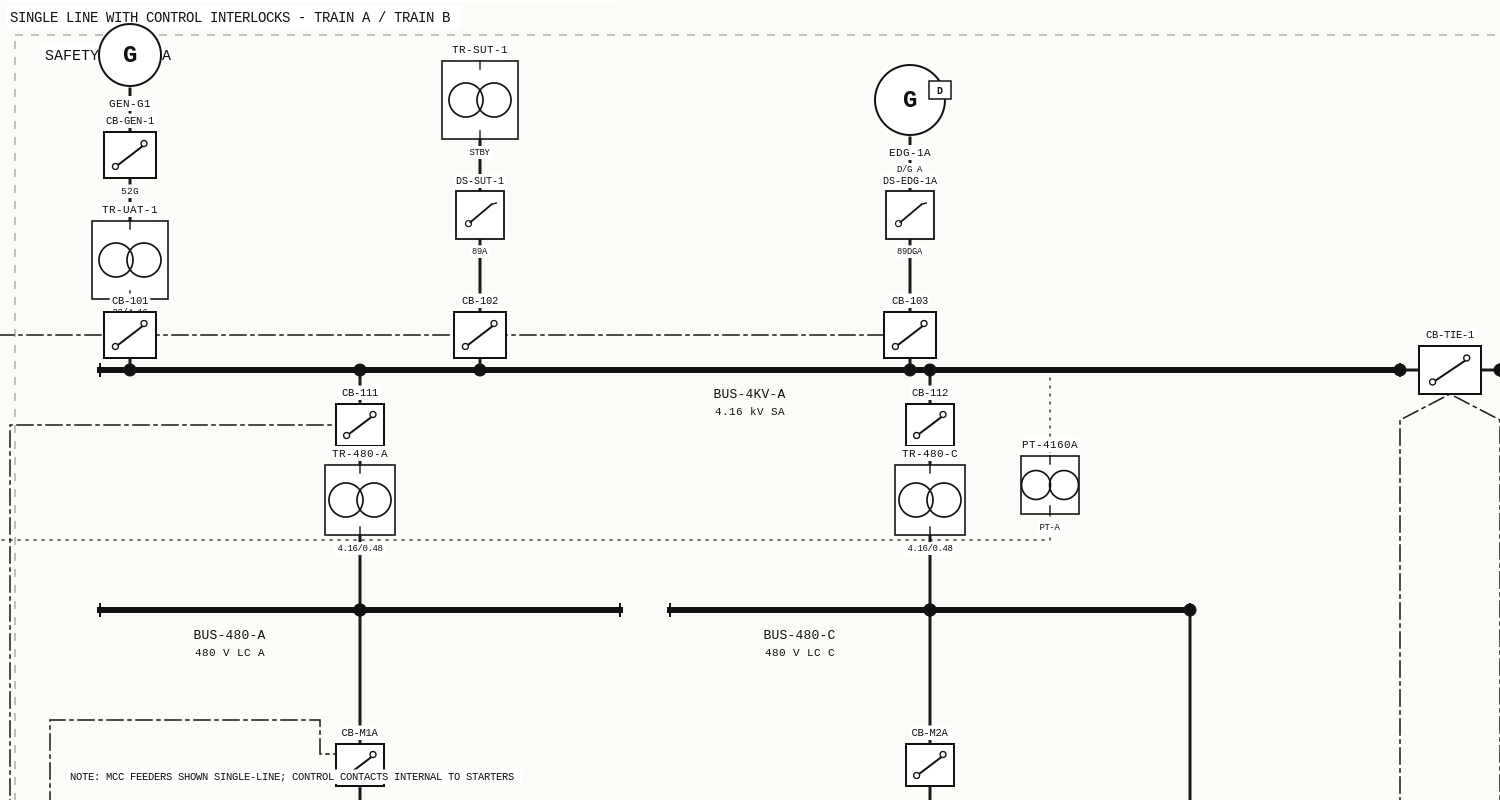 SINGLE LINE WITH CONTROL INTERLOCKS - TRAIN A / TRAIN B
SAFETY
A
G
GEN-G1
CB-GEN-1
52G
TR-UAT-1
CB-101
TR-SUT-1
STBY
DS-SUT-1
89A
CB-102
G
D
EDG-1A
D/G A
DS-EDG-1A
89DGA
CB-103
CB-TIE-1
BUS-4KV-A
4.16 kV SA
CB-111
TR-480-A
4.16/0.48
CB-112
TR-480-C
4.16/0.48
PT-4160A
PT-A
BUS-480-A
480 V LC A
BUS-480-C
480 V LC C
CB-M1A
CB-M2A
NOTE: MCC FEEDERS SHOWN SINGLE-LINE; CONTROL CONTACTS INTERNAL TO STARTERS